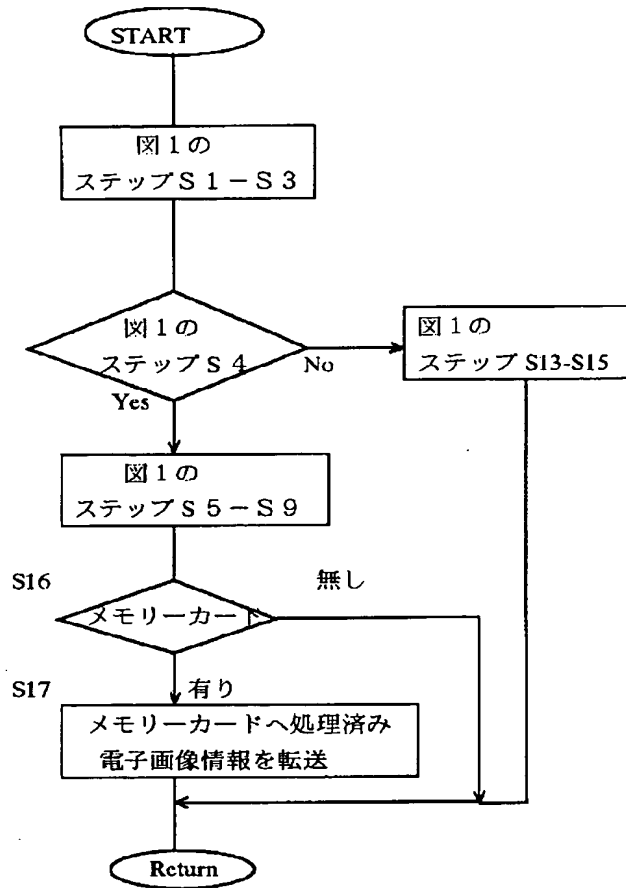 START
図１の
ステップＳ１－Ｓ３
図１の
ステップＳ４
No
図１の
ステップ S13-S15
Yes
図１の
ステップＳ５－Ｓ９
S16
メモリーカード
無し
S17
有り
メモリーカードへ処理済み
電子画像情報を転送
Return